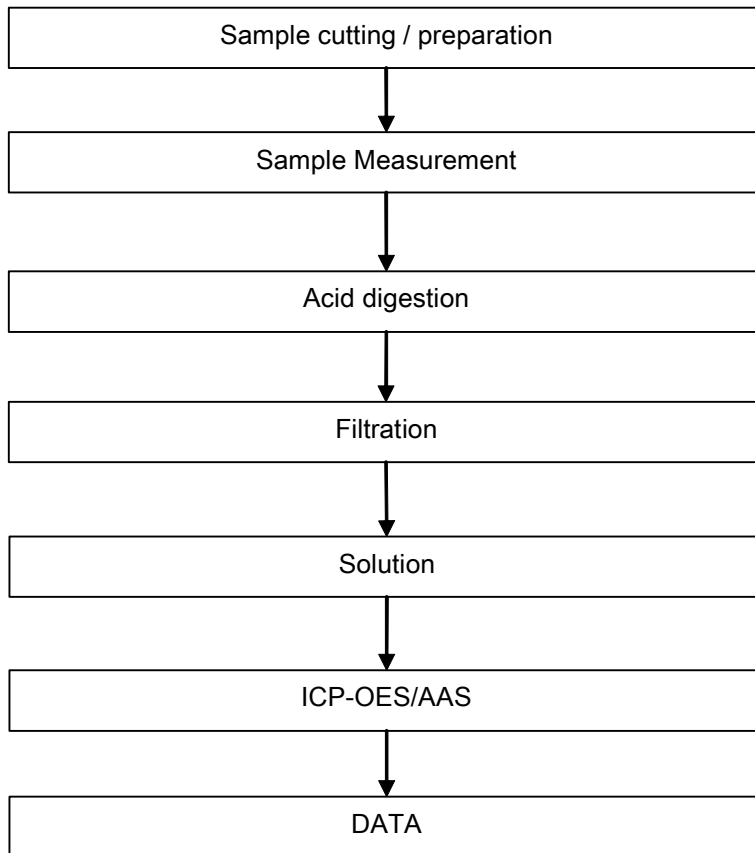 Sample cutting / preparation
Sample Measurement
Acid digestion
Filtration
Solution
ICP-OES/AAS
DATA